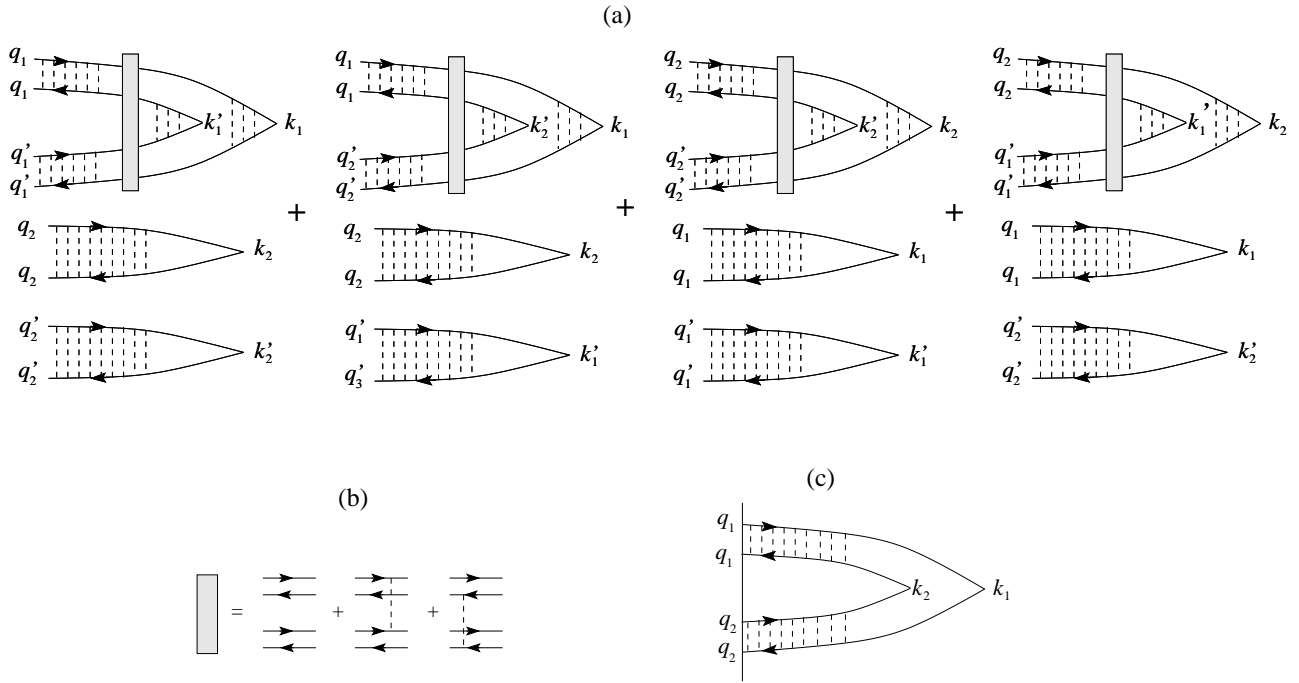 (a)
q1 q1 q2 q2
q1 q1 q2 q2
k1' k1 k2' k1 k2' k2 k1' k2
q1' q2' q2' q1'
q1' q2' q2' q1'
+ + +
q2 q2 q1 q1
k2 k2 k1 k1
q2 q2 q1 q1
q2' q1' q1' q2'
k2' k1' k1' k2'
q2' q3' q1' q2'
(b)
= + +
(c)
q1
q1
k2 k1
q2
q2